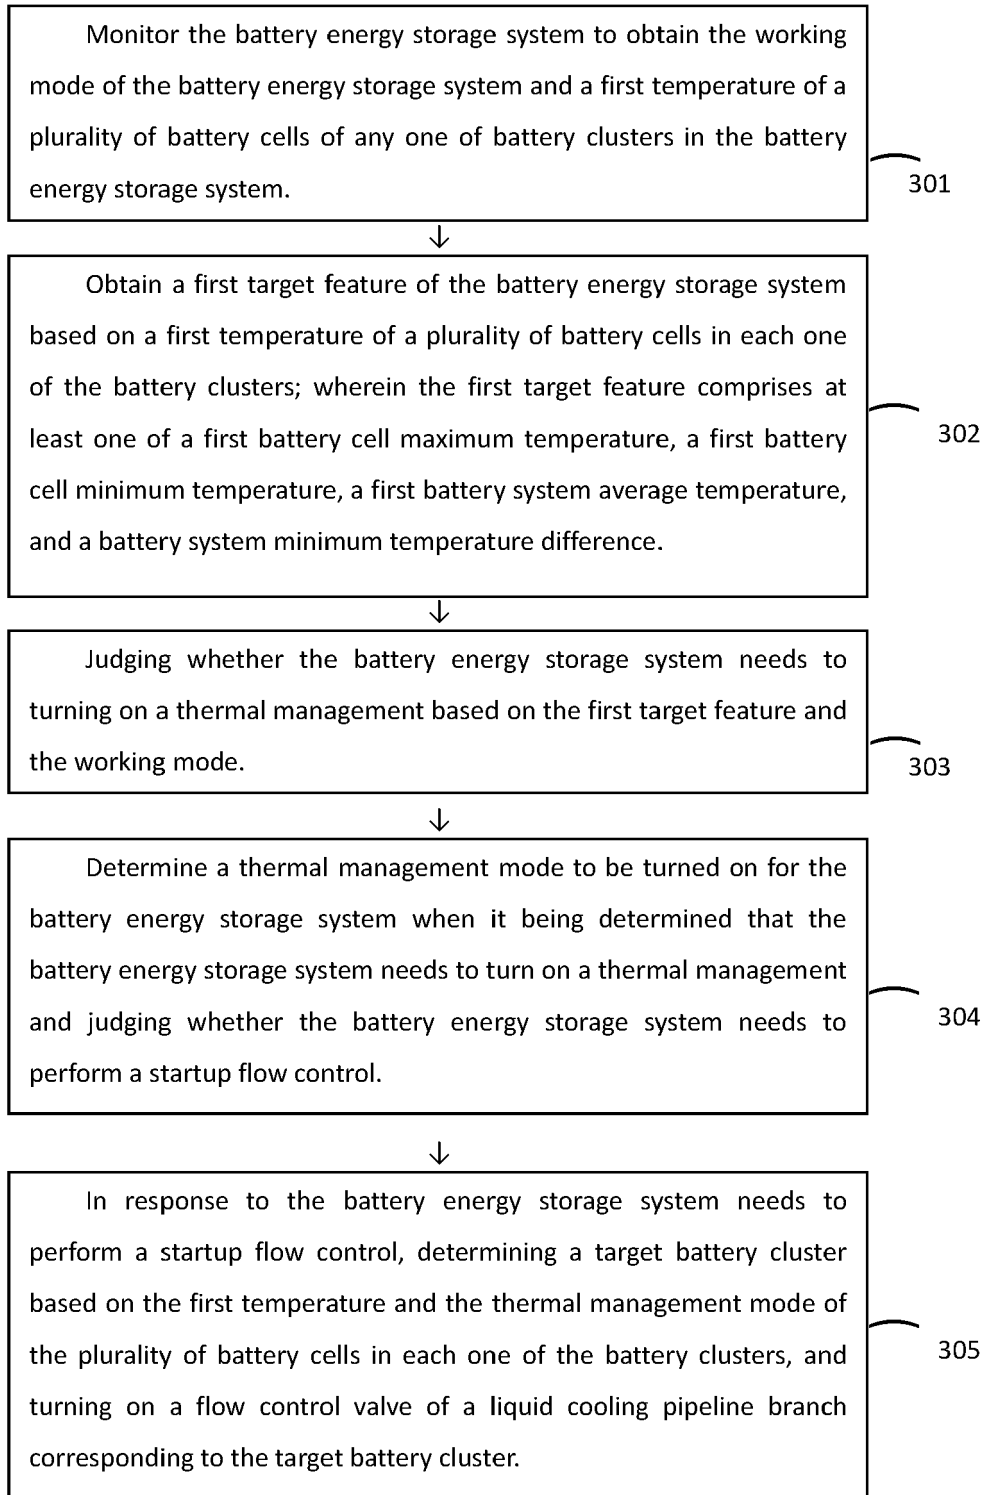 Monitor the battery energy storage system to obtain the working
mode of the battery energy storage system and a first temperature of a
plurality of battery cells of any one of battery clusters in the battery
energy storage system.
301
↓
Obtain a first target feature of the battery energy storage system
based on a first temperature of a plurality of battery cells in each one
of the battery clusters; wherein the first target feature comprises at
least one of a first battery cell maximum temperature, a first battery
cell minimum temperature, a first battery system average temperature,
and a battery system minimum temperature difference.
302
↓
Judging whether the battery energy storage system needs to
turning on a thermal management based on the first target feature and
the working mode.
303
↓
Determine a thermal management mode to be turned on for the
battery energy storage system when it being determined that the
battery energy storage system needs to turn on a thermal management
and judging whether the battery energy storage system needs to
perform a startup flow control.
304
↓
In response to the battery energy storage system needs to
perform a startup flow control, determining a target battery cluster
based on the first temperature and the thermal management mode of
the plurality of battery cells in each one of the battery clusters, and
turning on a flow control valve of a liquid cooling pipeline branch
corresponding to the target battery cluster.
305